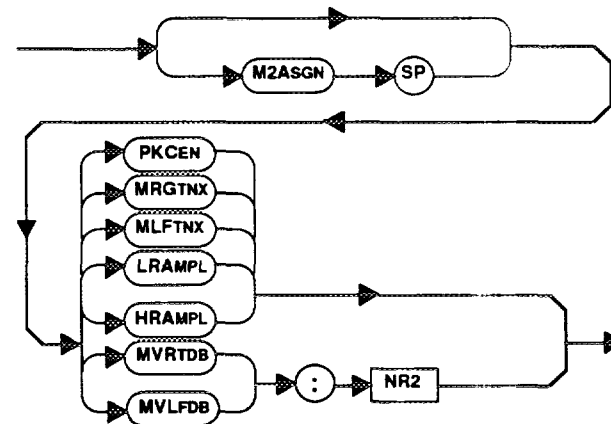 M2ASGN SP
PKCEN
MRGTNX
MLFTNX
LRAMPL
HRAMPL
MVRTDB
: NR2
MVLFDB